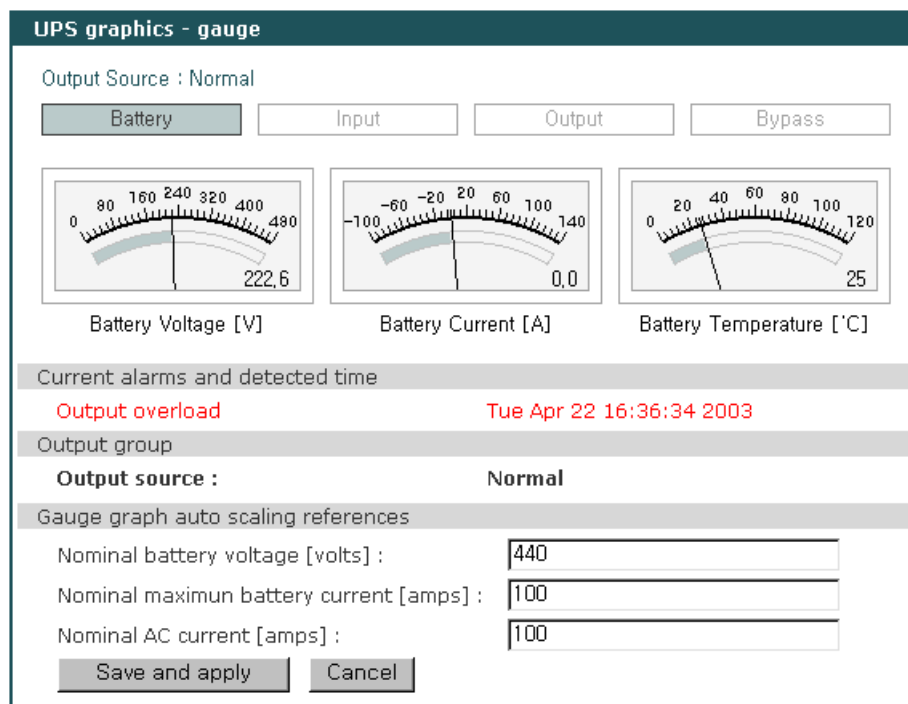 UPS graphics - gauge
Output Source : Normal
Battery Input Output Bypass
0 80 160 240 320 400 480
222,6
-100 -60 -20 20 60 100 140
0,0
0 20 40 60 80 100 120
25
Battery Voltage [V] Battery Current [A] Battery Temperature ['C]
Current alarms and detected time
Output overload Tue Apr 22 16:36:34 2003
Output group
Output source : Normal
Gauge graph auto scaling references
Nominal battery voltage [volts] : 440
Nominal maximun battery current [amps] : 100
Nominal AC current [amps] : 100
Save and apply Cancel